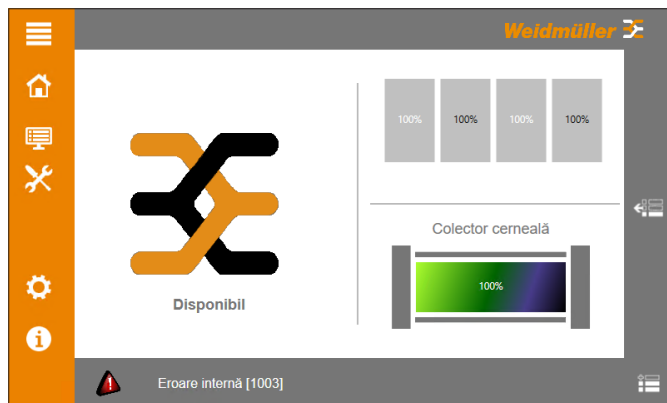 Weidmüller
100% 100% 100% 100%
Colector cerneală
100%
Disponibil
Eroare internă [1003]